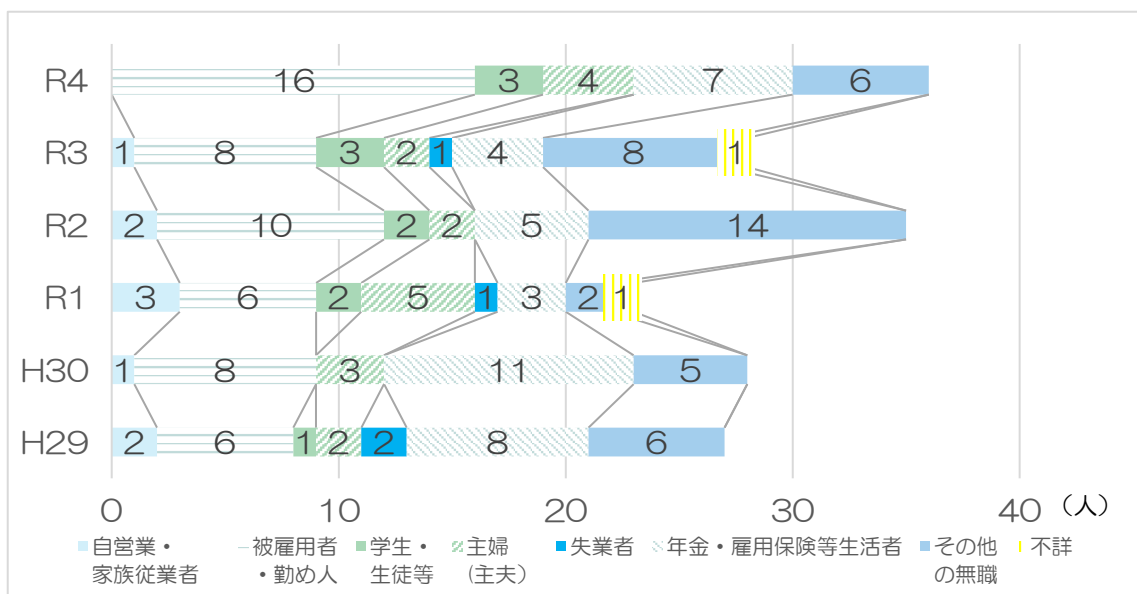 R4 16 3 4 7 6
R3 1 8 3 2 1 4 8 1
R2 2 10 2 2 5 14
R1 3 6 2 5 1 3 2 1
H30 1 8 3 11 5
H29 2 6 1 2 2 8 6
0 10 20 30 40 (人)
自営業・ 被雇用者 学生・ 主婦 失業者 年金・雇用保険等生活者 その他 不詳
家族従業者 ・勤め人 生徒等 (主夫) の無職